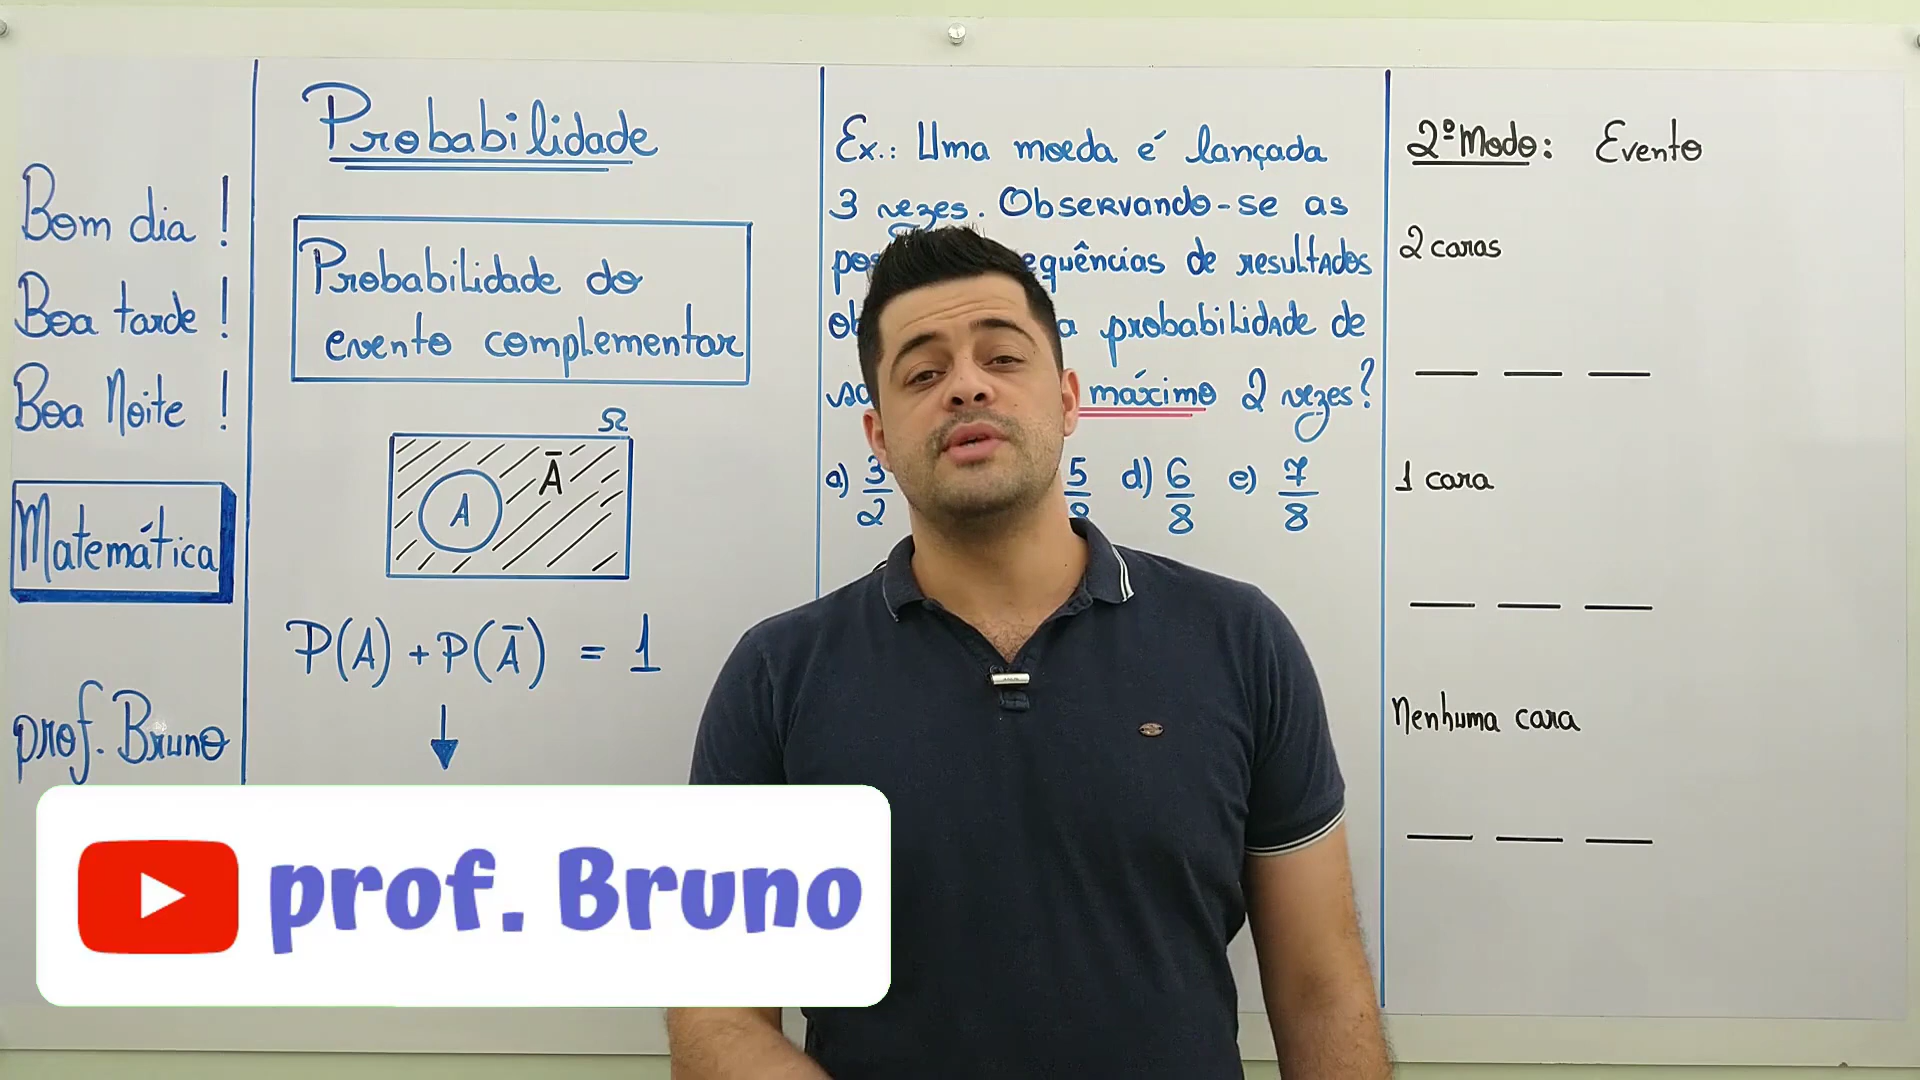 Bom dia !
Boa tarde !
Boa Noite !
Matemática
prof. Bruno
Probabilidade
Probabilidade do
evento complementar
Ω
A Ā
P(A) + P(Ā) = 1
Ex.: Uma moeda é lançada
3 vezes. Observando-se as
equências de resultados
probabilidade de
máximo 2 vezes?
a) 3/2 5/8 d) 6/8 e) 7/8
2º Modo: Evento
2 caras
1 cara
Nenhuma cara
prof. Bruno